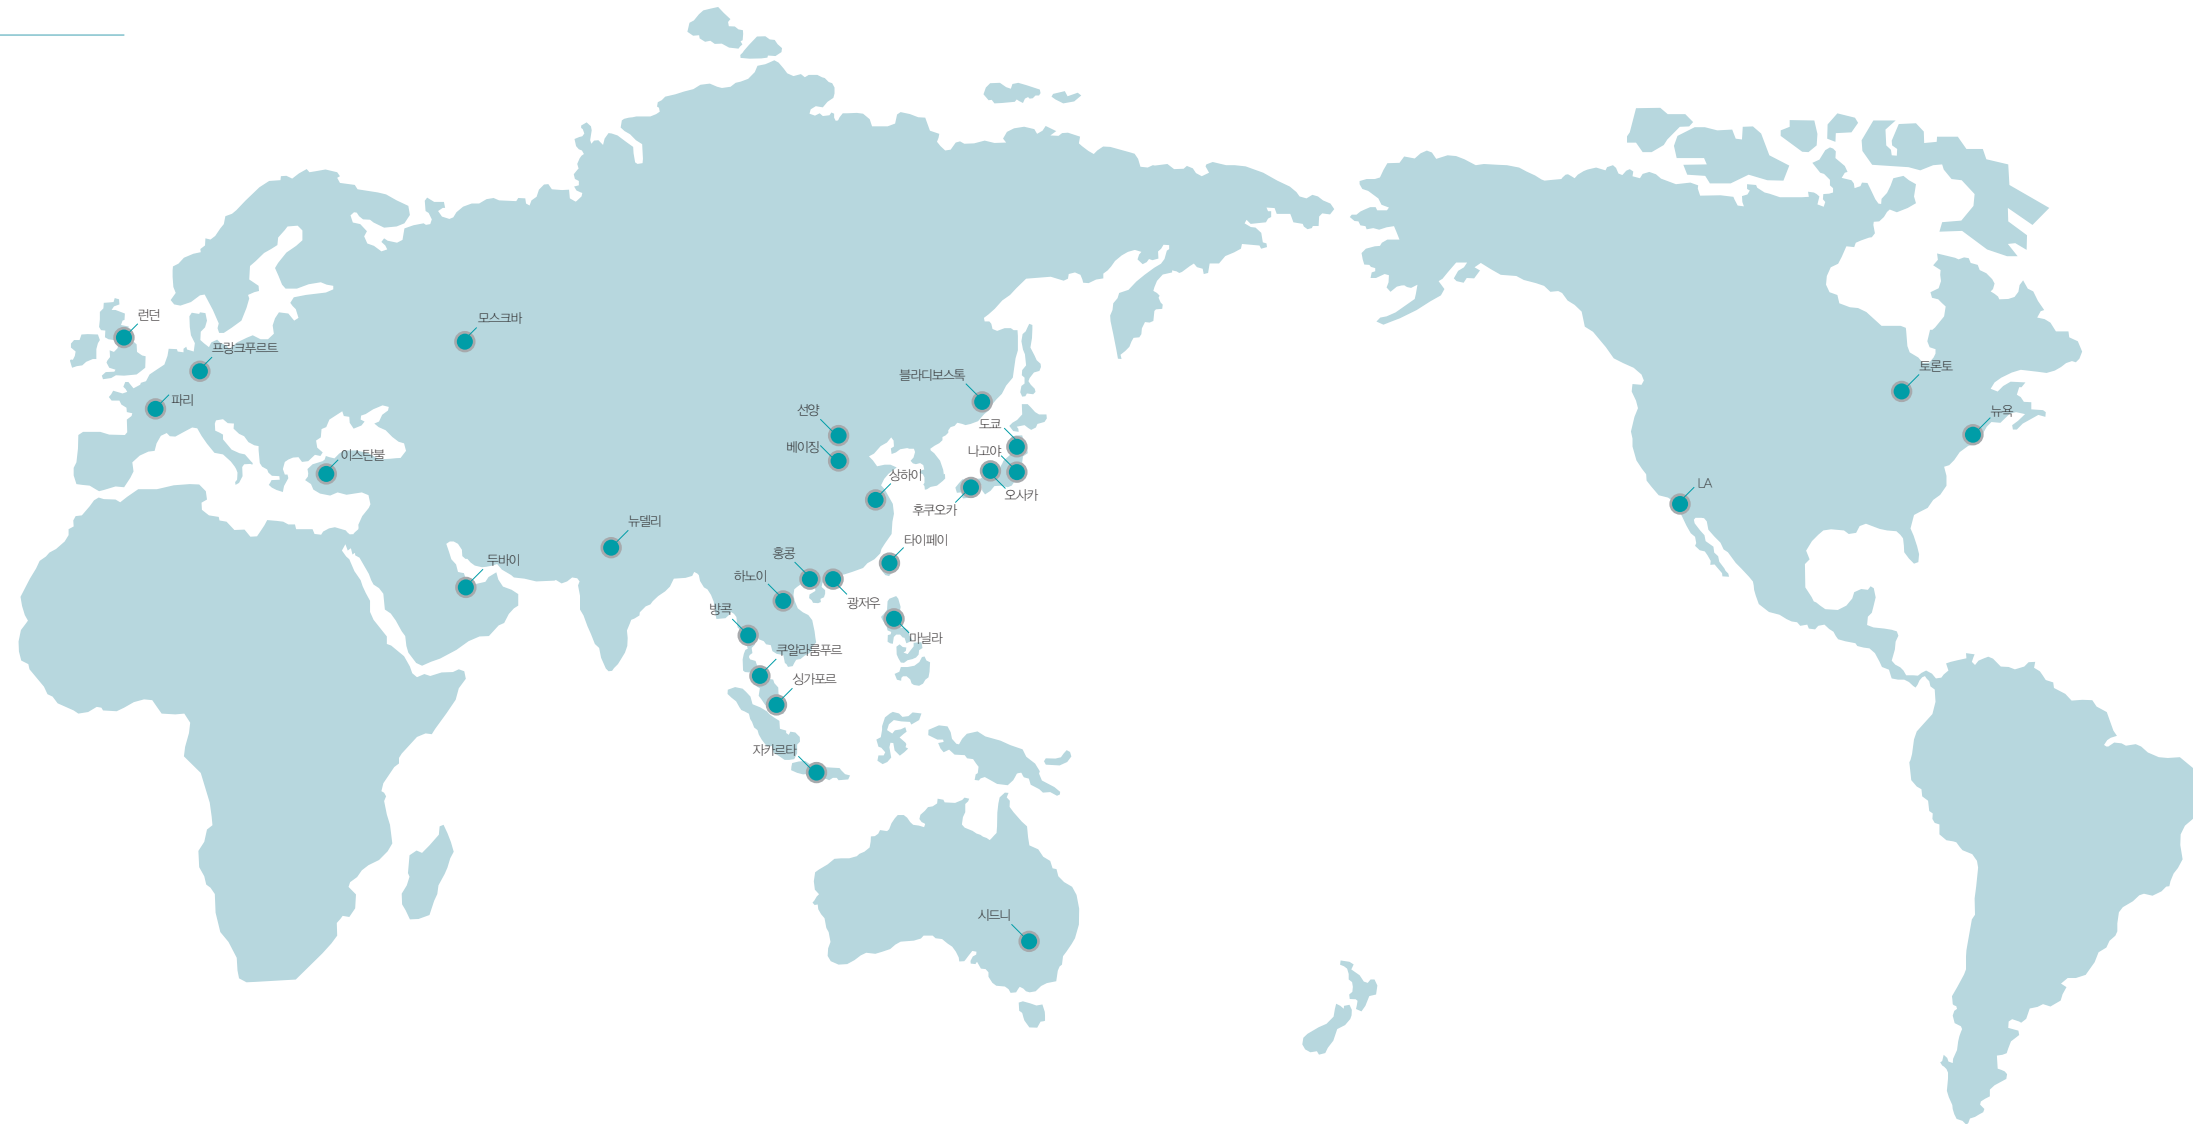 런던
모스크바
프랑크푸르트
토론토
블라디보스톡
파리
선양
뉴욕
도쿄
베이징
나고야
이스탄불
상하이
LA
오사카
후쿠오카
뉴델리
타이페이
홍콩
두바이
하노이
광저우
방콕
마닐라
쿠알라룸푸르
싱가포르
자카르타
시드니